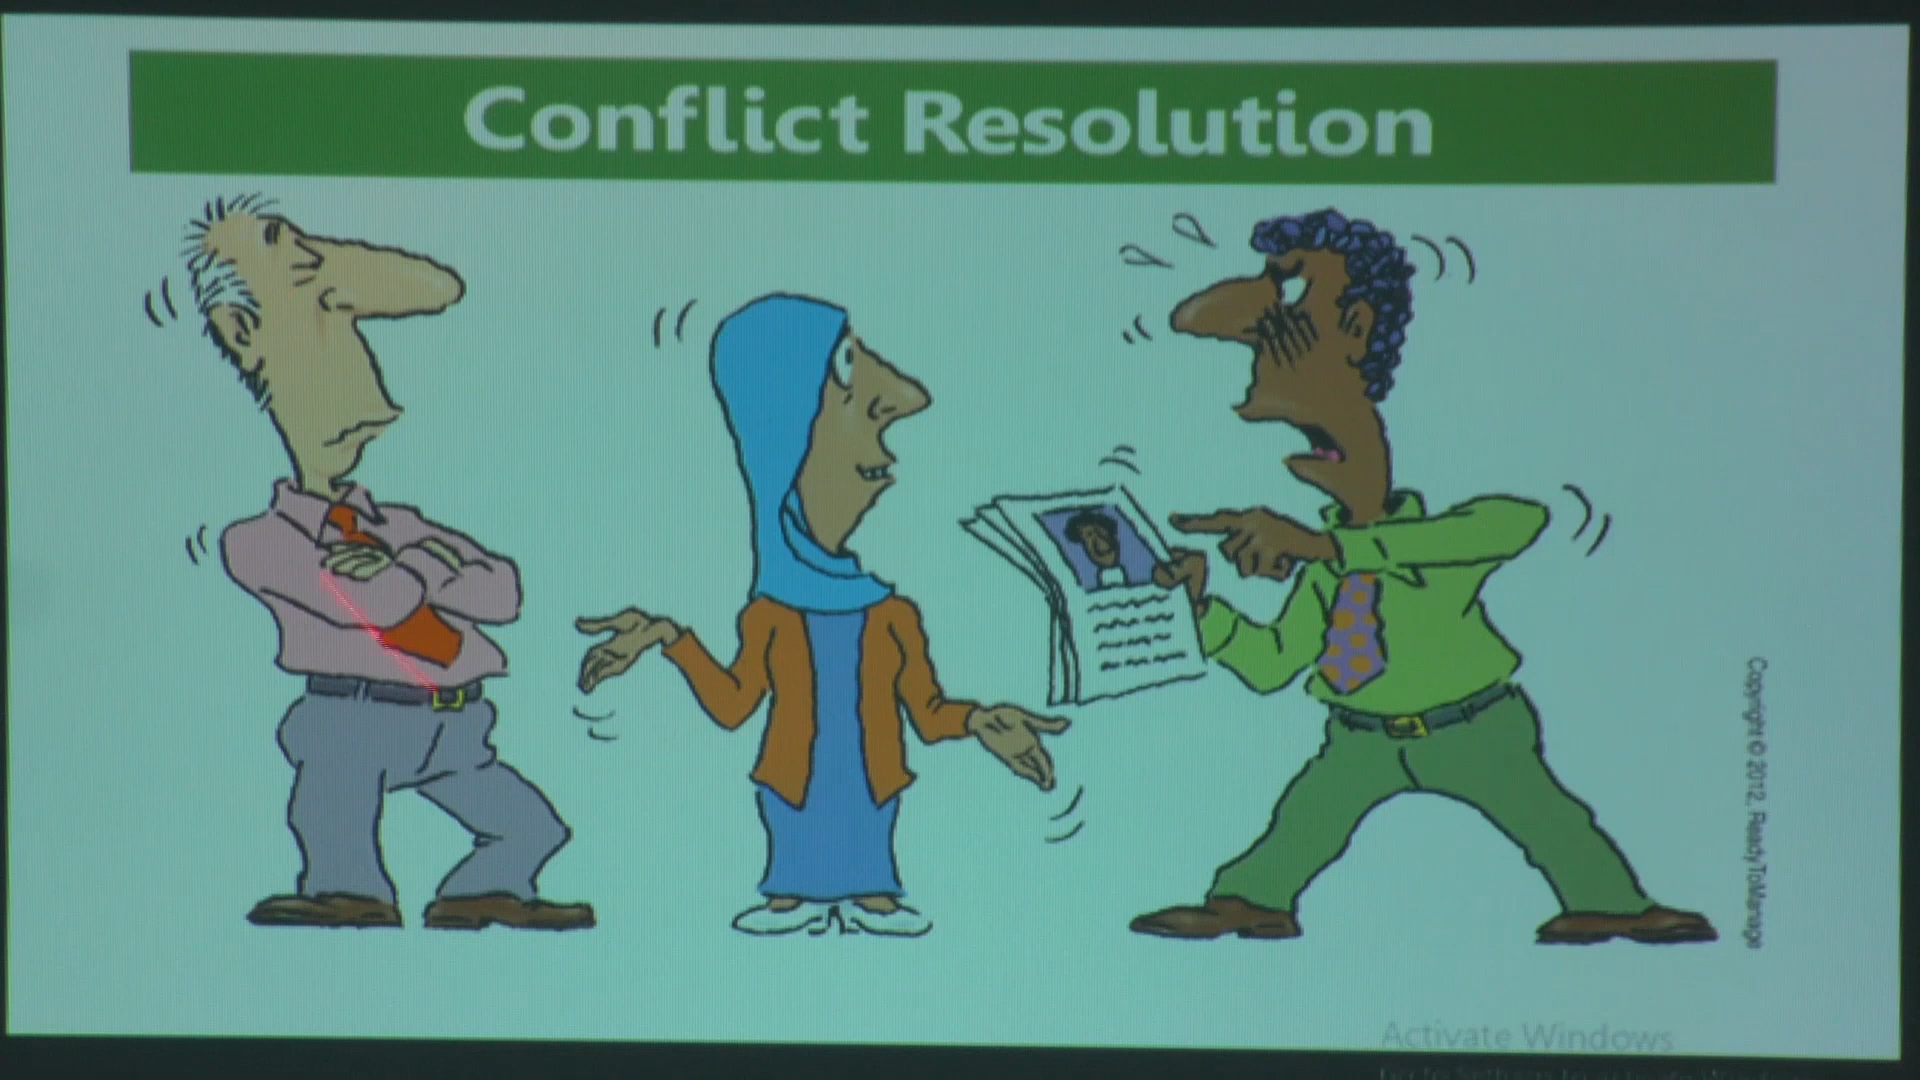 Conflict Resolution
Copyright © 2012, ReadyToManage
Activate Windows